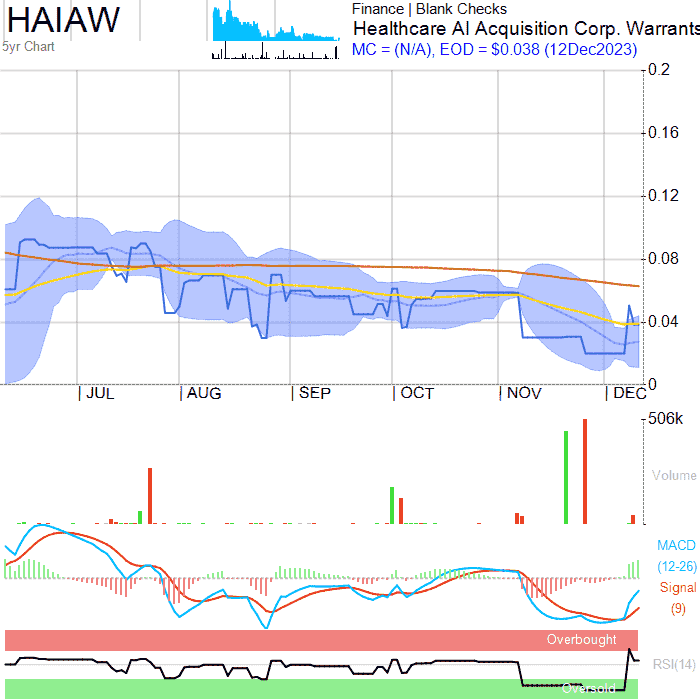 HAIAW
5yr Chart
Finance | Blank Checks
Healthcare AI Acquisition Corp. Warrants
MC = (N/A), EOD = $0.038 (12Dec2023)
0.2
0.16
0.12
0.08
0.04
0
JUL AUG SEP OCT NOV DEC
506k
Volume
MACD
(12-26)
Signal
(9)
Overbought
RSI(14)
Oversold